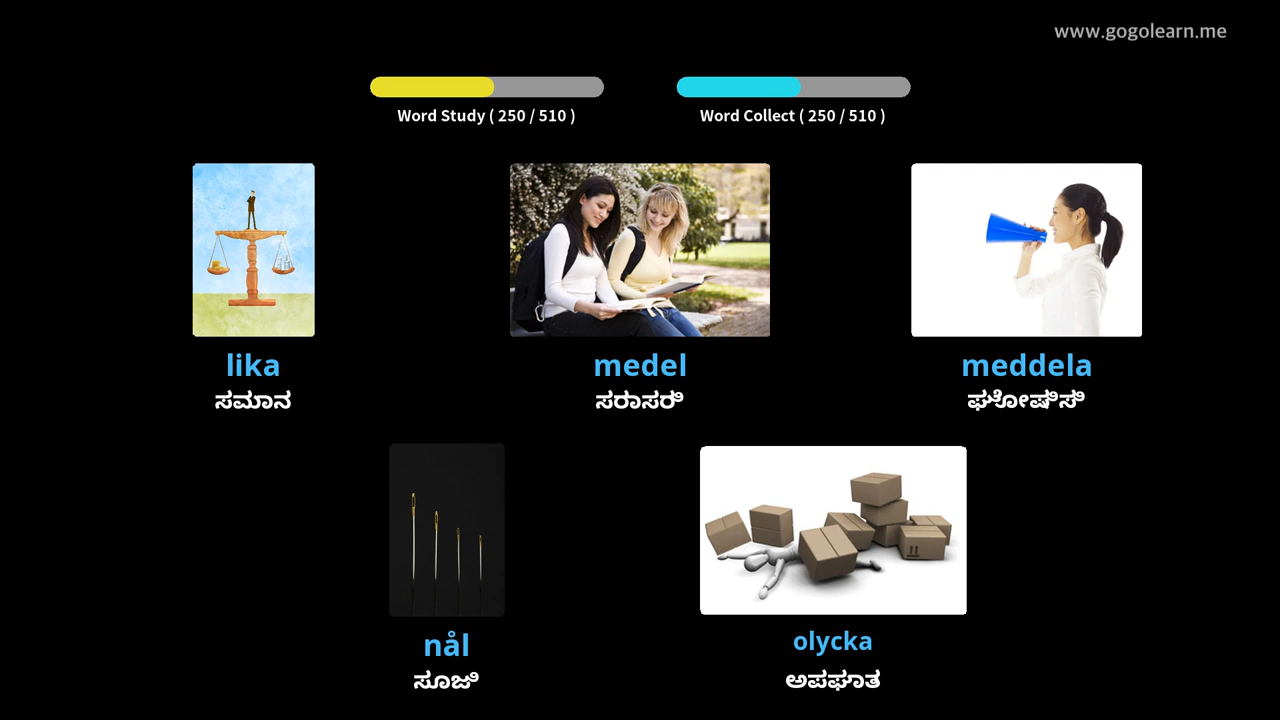 www.gogolearn.me
Word Study ( 250 / 510 )
Word Collect ( 250 / 510 )
lika
ಸಮಾನ
medel
ಸರಾಸರಿ
meddela
ಘೋಷಿಸಿ
nål
ಸೂಜಿ
olycka
ಅಪಘಾತ